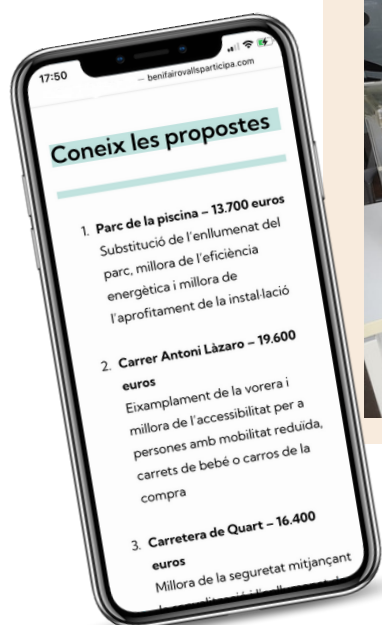 17:50
benifairovallsparticipa.com
Coneix les propostes
1. Parc de la piscina – 13.700 euros
Substitució de l'enllumenat del
parc, millora de l'eficiència
energètica i millora de
l'aprofitament de la instal·lació
2. Carrer Antoni Làzaro – 19.600
euros
Eixamplament de la vorera i
millora de l'accessibilitat per a
persones amb mobilitat reduïda,
carrets de bebé o carros de la
compra
3. Carretera de Quart – 16.400
euros
Millora de la seguretat mitjançant